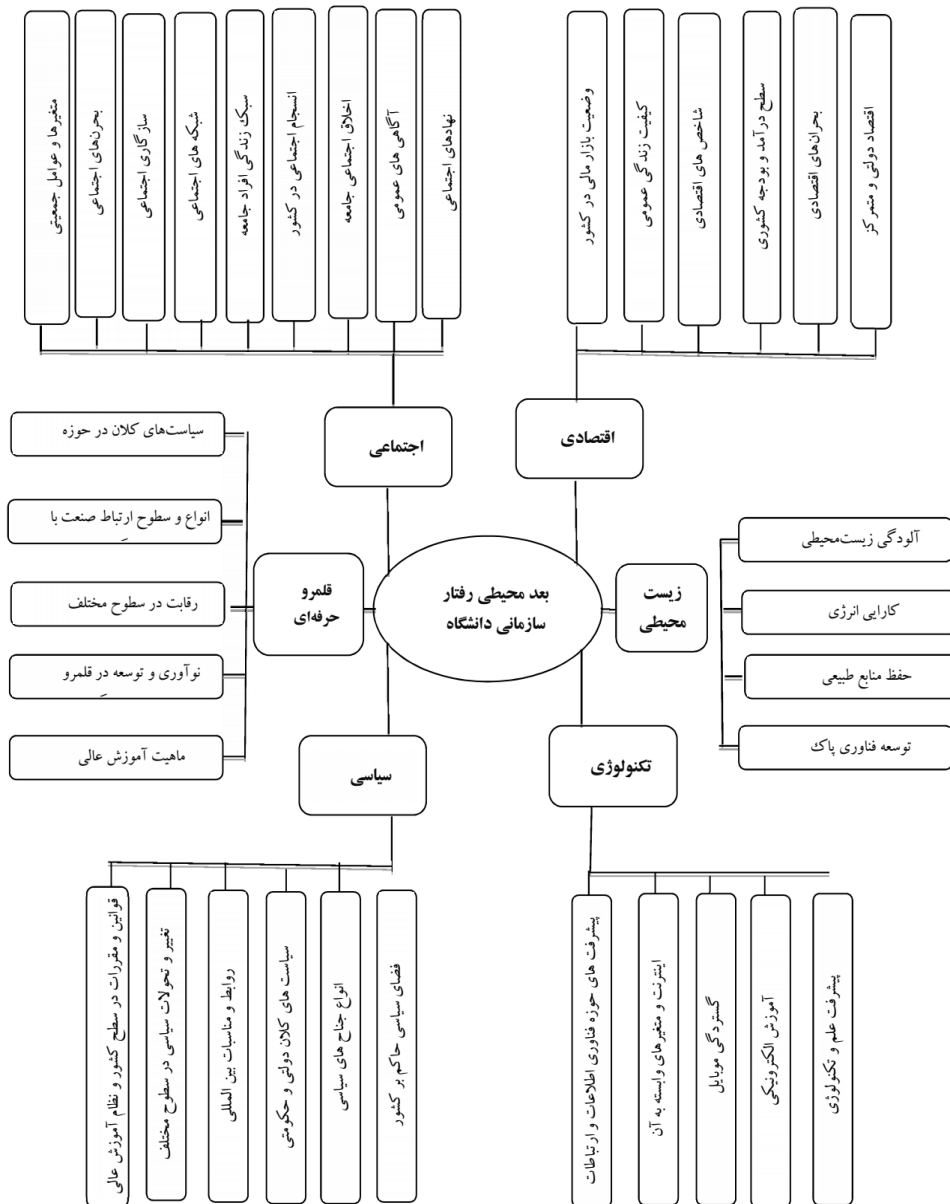 اقتصاد دولتی و متمرکز
بحران‌های اقتصادی
سطح درآمد و بودجه کشوری
شاخص های اقتصادی
کیفیت زندگی عمومی
وضعیت بازار مالی در کشور
نهادهای اجتماعی
آگاهی های عمومی
اخلاق اجتماعی جامعه
انسجام اجتماعی در کشور
سبک زندگی افراد جامعه
شبکه های اجتماعی
سازگاری اجتماعی
بحرن‌های اجتماعی
متغیرها و عوامل جمعیتی
اقتصادی
اجتماعی
سیاست‌های کلان در حوزه
انواع و سطوح ارتباط صنعت با
رقابت در سطوح مختلف
نوآوری و توسعه در قلمرو
ماهیت آموزش عالی
قلمرو
حرفه‌ای
بعد محیطی رفتار
سازمانی دانشگاه
زیست
محیطی
آلودگی زیست‌محیطی
کارایی انرژی
حفظ منابع طبیعی
توسعه فناوری پاک
تکنولوژی
سیاسی
پیشرفت علم و تکنولوژی
آموزش الکترونیکی
گستردگی موبایل
اینترنت و متغیرهای وابسته به آن
پیشرفت های حوزه فناوری اطلاعات و ارتباطات
فضای سیاسی حاکم بر کشور
انواع جناح های سیاسی
سیاست های کلان دولتی و حکومتی
روابط و مناسبات بین المللی
تغییر و تحولات سیاسی در سطوح مختلف
قوانین و مقررات در سطح کشور و نظام آموزش عالی